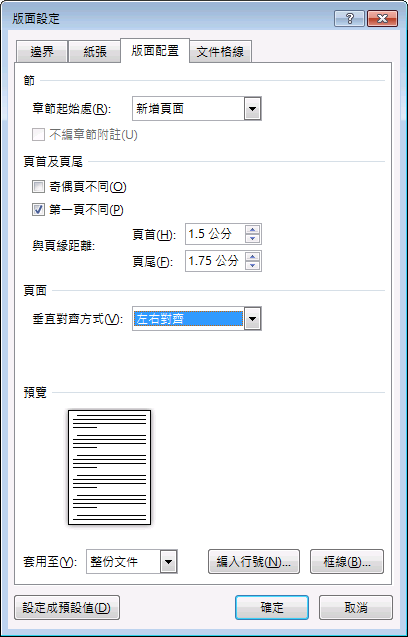 版面設定
邊界 紙張 版面配置 文件格線
節
章節起始處(R): 新增頁面
不編章節附註(U)
頁首及頁尾
奇偶頁不同(O)
第一頁不同(P)
與頁緣距離: 頁首(H): 1.5 公分
頁尾(F): 1.75 公分
頁面
垂直對齊方式(V): 左右對齊
預覽
套用至(Y): 整份文件 編入行號(N)... 框線(B)...
設定成預設值(D) 確定 取消